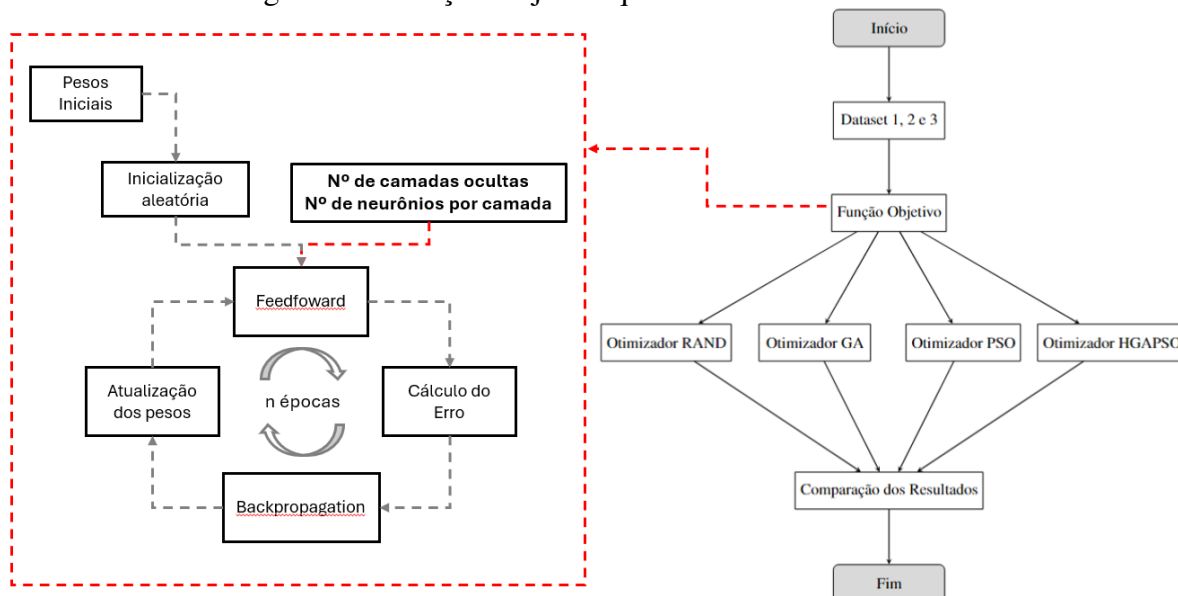 Pesos
Iniciais
Inicialização
aleatória
Nº de camadas ocultas
Nº de neurônios por camada
Feedfoward
Atualização
dos pesos
n épocas
Cálculo do
Erro
Backpropagation
Início
Dataset 1, 2 e 3
Função Objetivo
Otimizador RAND
Otimizador GA
Otimizador PSO
Otimizador HGAPSO
Comparação dos Resultados
Fim